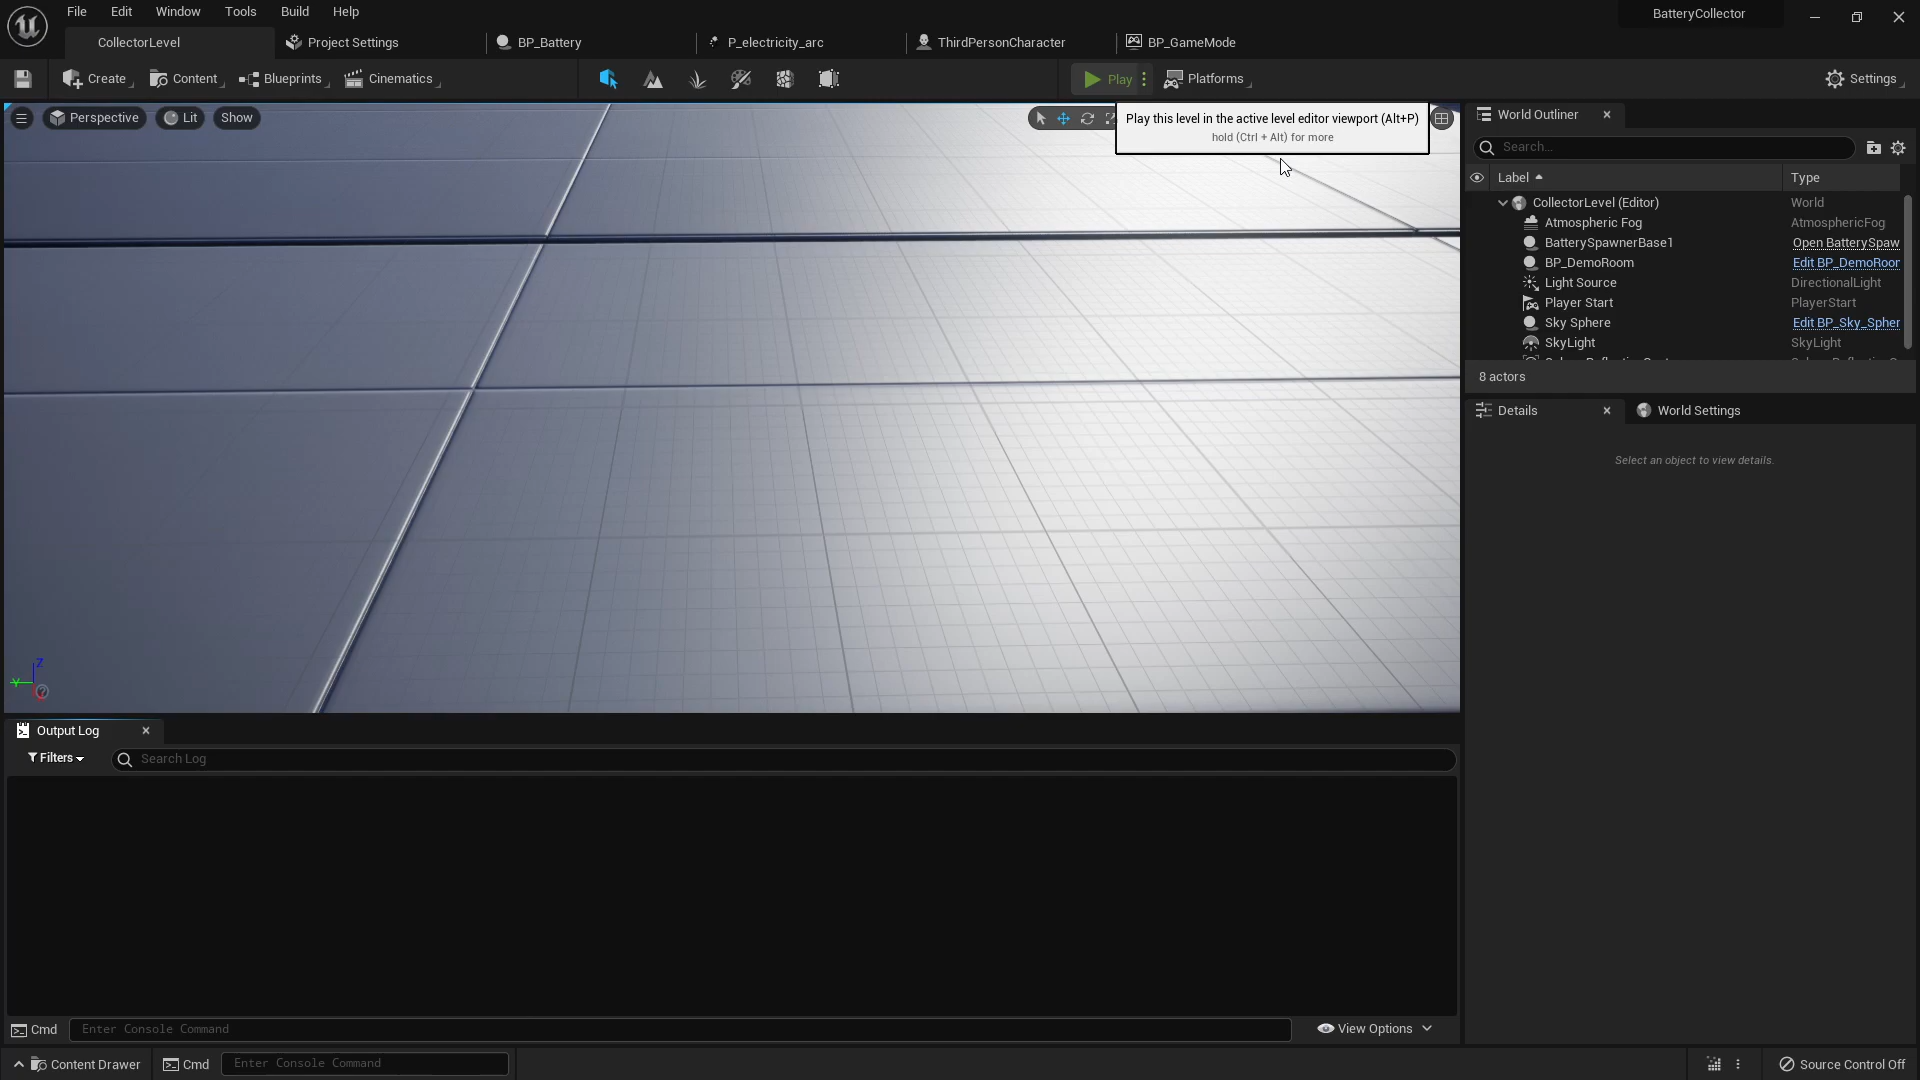 File Edit Window Tools Build Help
BatteryCollector
CollectorLevel
Project Settings
BP_Battery
P_electricity_arc
ThirdPersonCharacter
BP_GameMode
Create
Content
Blueprints
Cinematics
Play
Platforms
Settings
Perspective
Lit
Show
Play this level in the active level editor viewport (Alt+P)
hold (Ctrl + Alt) for more
World Outliner
Search...
Label Type
CollectorLevel (Editor) World
Atmospheric Fog AtmosphericFog
BatterySpawnerBase1 Open BatterySpaw
BP_DemoRoom Edit BP_DemoRoor
Light Source DirectionalLight
Player Start PlayerStart
Sky Sphere Edit BP_Sky_Spher
SkyLight SkyLight
8 actors
Details
World Settings
Select an object to view details.
Z
Y
Output Log
Filters
Search Log
Cmd Enter Console Command
View Options
Content Drawer
Cmd Enter Console Command
Source Control Off